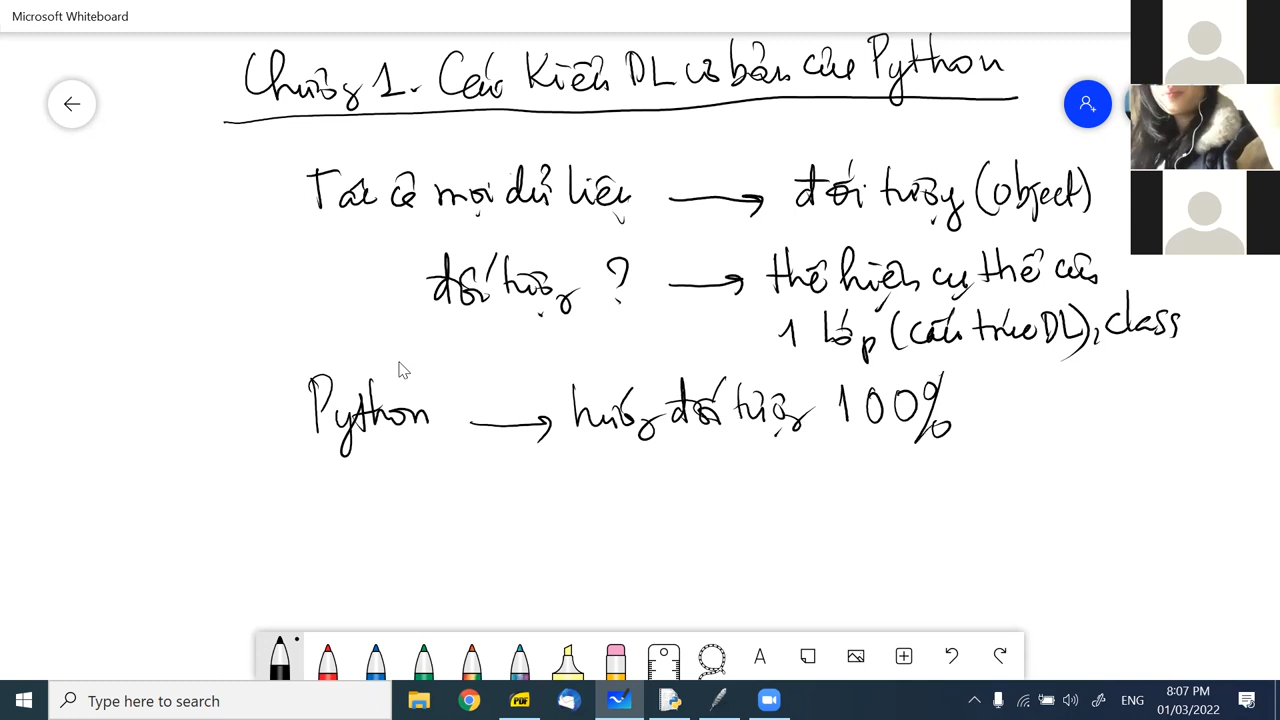 Microsoft Whiteboard
Chương 1. Các Kiểu DL cơ bản của Python
Tất cả mọi dữ liệu → đối tượng (object)
đối tượng ? → thể hiện cụ thể của
1 lớp (cấu trúc DL), class
Python → hướng đối tượng 100%
Type here to search
PDF
ENG
8:07 PM
01/03/2022